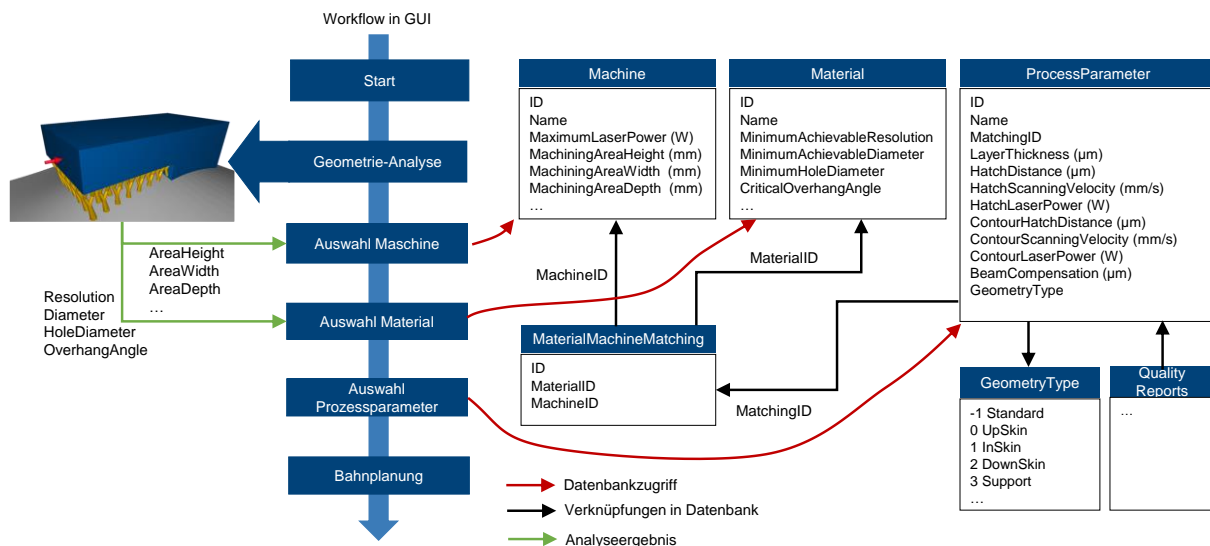 Workflow in GUI
Start
Geometrie-Analyse
Auswahl Maschine
Auswahl Material
Auswahl
Prozessparameter
Bahnplanung
AreaHeight
AreaWidth
AreaDepth
…
Resolution
Diameter
HoleDiameter
OverhangAngle
Machine
ID
Name
MaximumLaserPower (W)
MachiningAreaHeight (mm)
MachiningAreaWidth (mm)
MachiningAreaDepth (mm)
…
Material
ID
Name
MinimumAchievableResolution
MinimumAchievableDiameter
MinimumHoleDiameter
CriticalOverhangAngle
…
ProcessParameter
ID
Name
MatchingID
LayerThickness (µm)
HatchDistance (µm)
HatchScanningVelocity (mm/s)
HatchLaserPower (W)
ContourHatchDistance (µm)
ContourScanningVelocity (mm/s)
ContourLaserPower (W)
BeamCompensation (µm)
GeometryType
MachineID
MaterialID
MaterialMachineMatching
ID
MaterialID
MachineID
MatchingID
GeometryType
-1 Standard
0 UpSkin
1 InSkin
2 DownSkin
3 Support
…
Quality
Reports
…
Datenbankzugriff
Verknüpfungen in Datenbank
Analyseergebnis